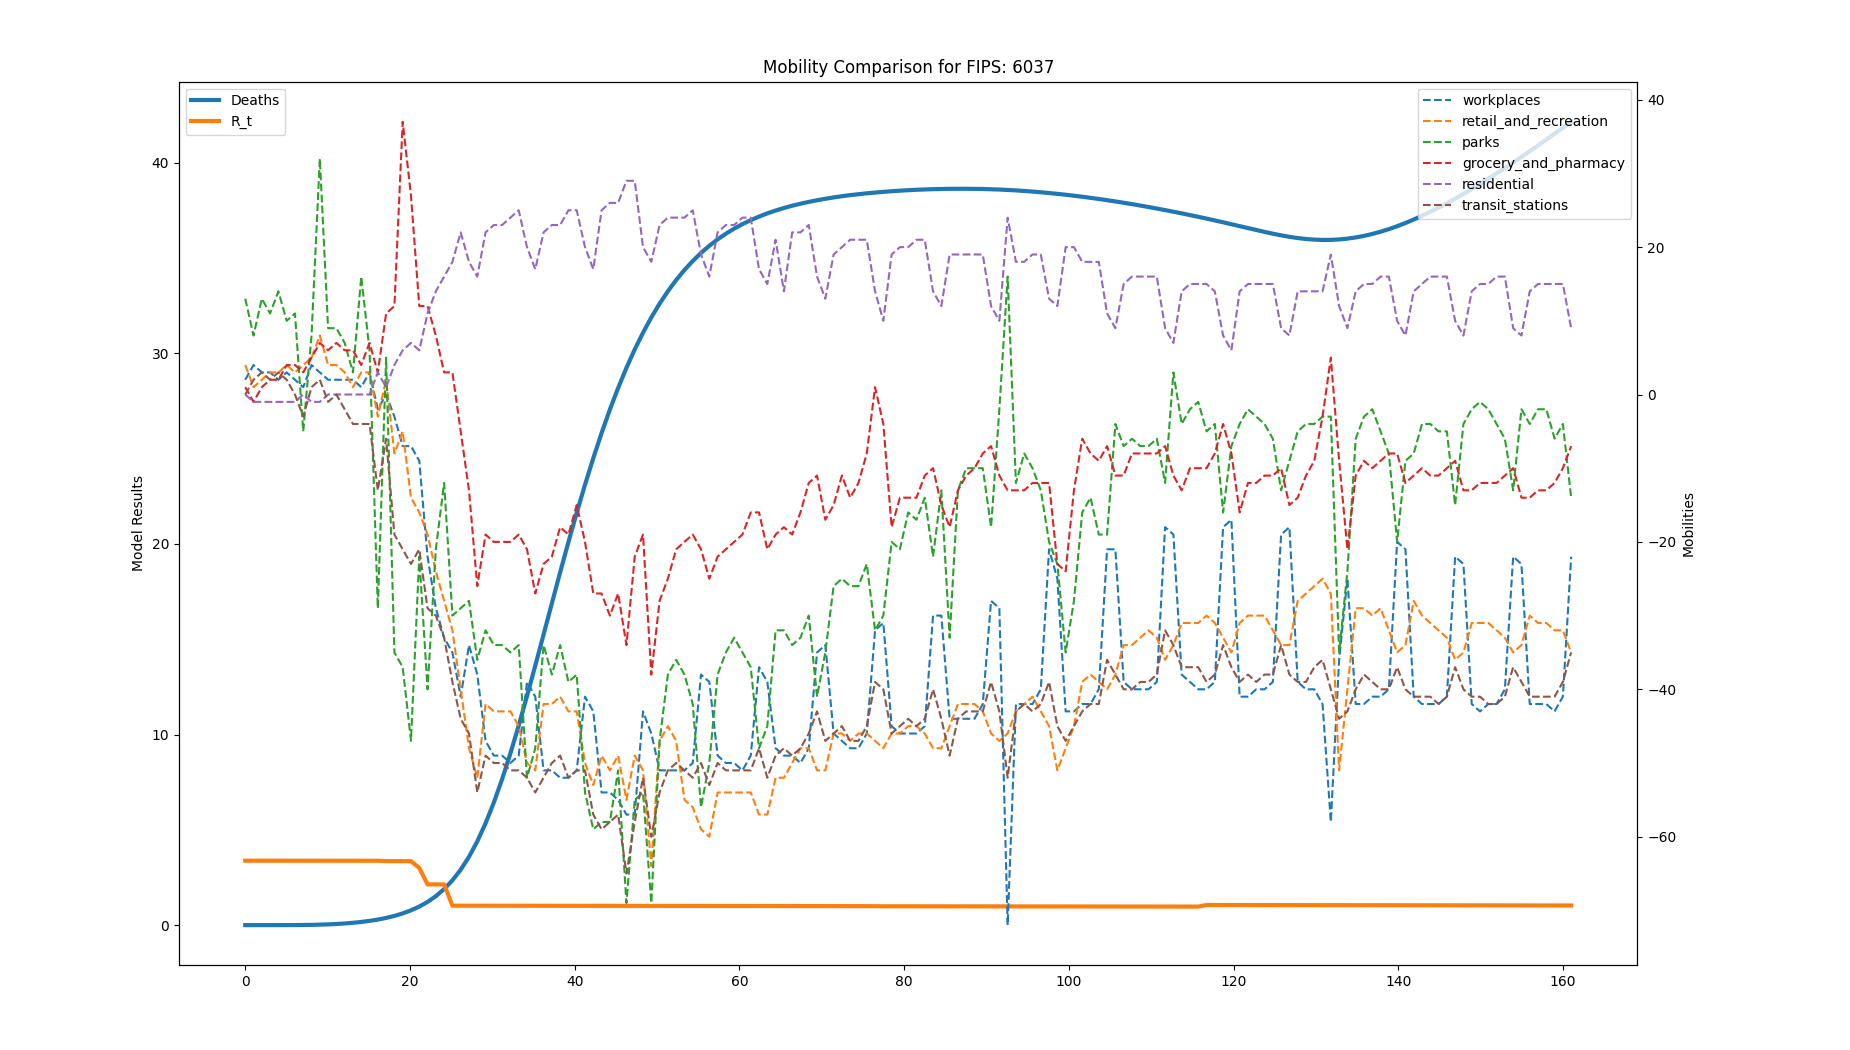 Mobility Comparison for FIPS: 6037
Deaths
R_t
workplaces
retail_and_recreation
parks
grocery_and_pharmacy
residential
transit_stations
Model Results
40
30
20
10
0
Mobilities
40
20
0
−20
−40
−60
0 20 40 60 80 100 120 140 160